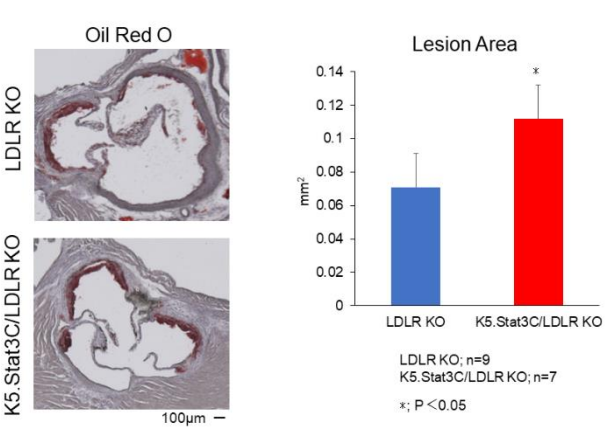 Oil Red O
LDLR KO
K5.Stat3C/LDLR KO
100μm
Lesion Area
mm²
0.14
0.12
0.1
0.08
0.06
0.04
0.02
0
*
LDLR KO
K5.Stat3C/LDLR KO
LDLR KO; n=9
K5.Stat3C/LDLR KO; n=7
*; P<0.05